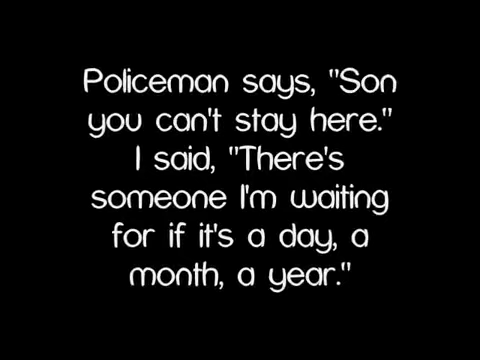 Policeman says, "Son
you can't stay here."
I said, "There's
someone I'm waiting
for if it's a day, a
month, a year."